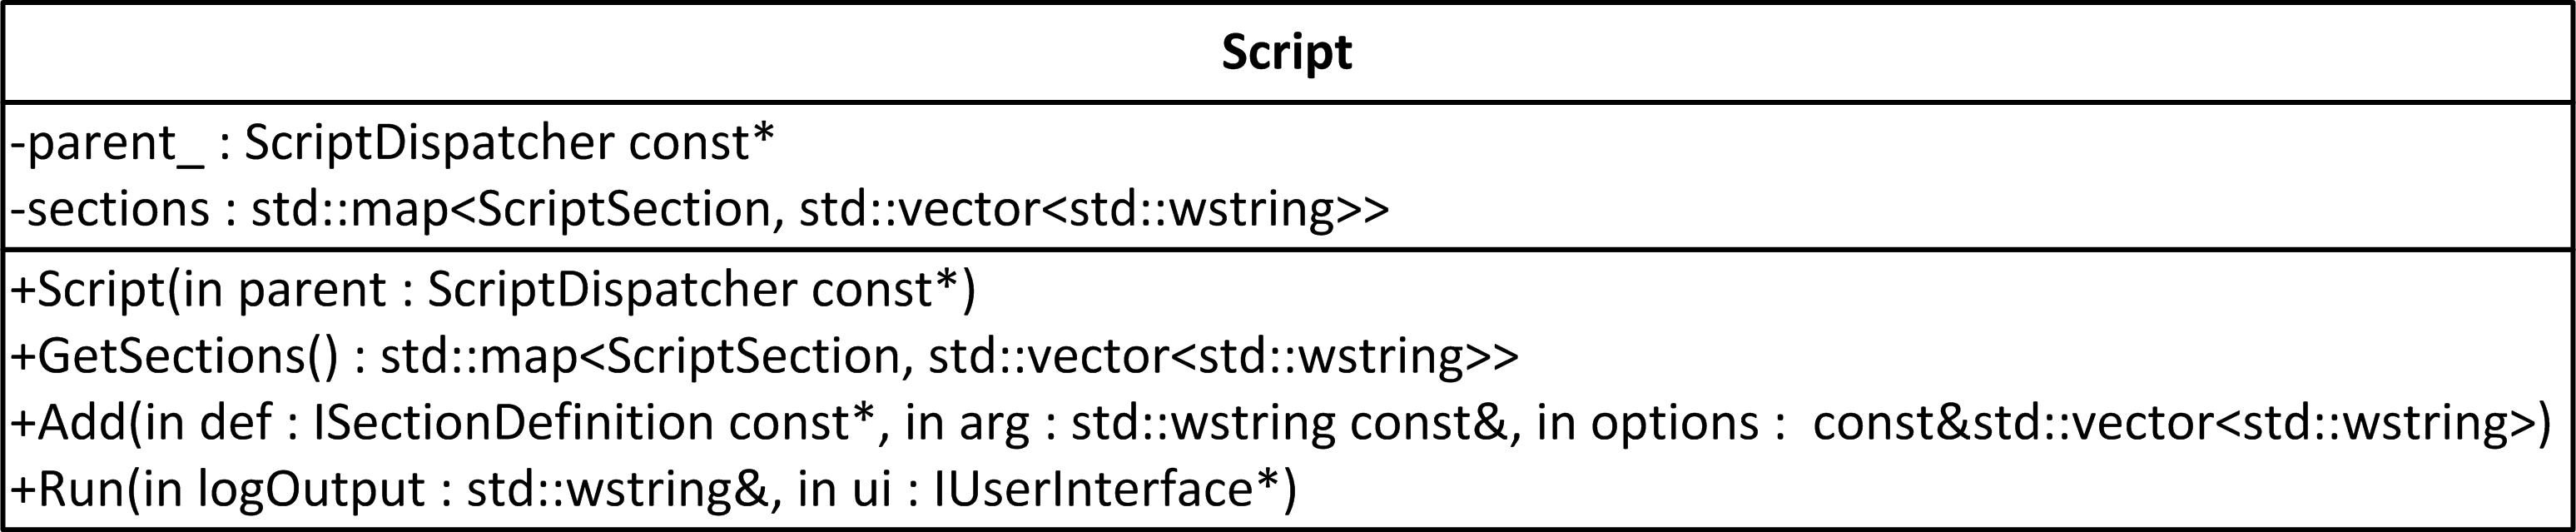 Script
-parent_ : ScriptDispatcher const*
-sections : std::map<ScriptSection, std::vector<std::wstring>>
+Script(in parent : ScriptDispatcher const*)
+GetSections() : std::map<ScriptSection, std::vector<std::wstring>>
+Add(in def : ISectionDefinition const*, in arg : std::wstring const&, in options :  const&std::vector<std::wstring>)
+Run(in logOutput : std::wstring&, in ui : IUserInterface*)